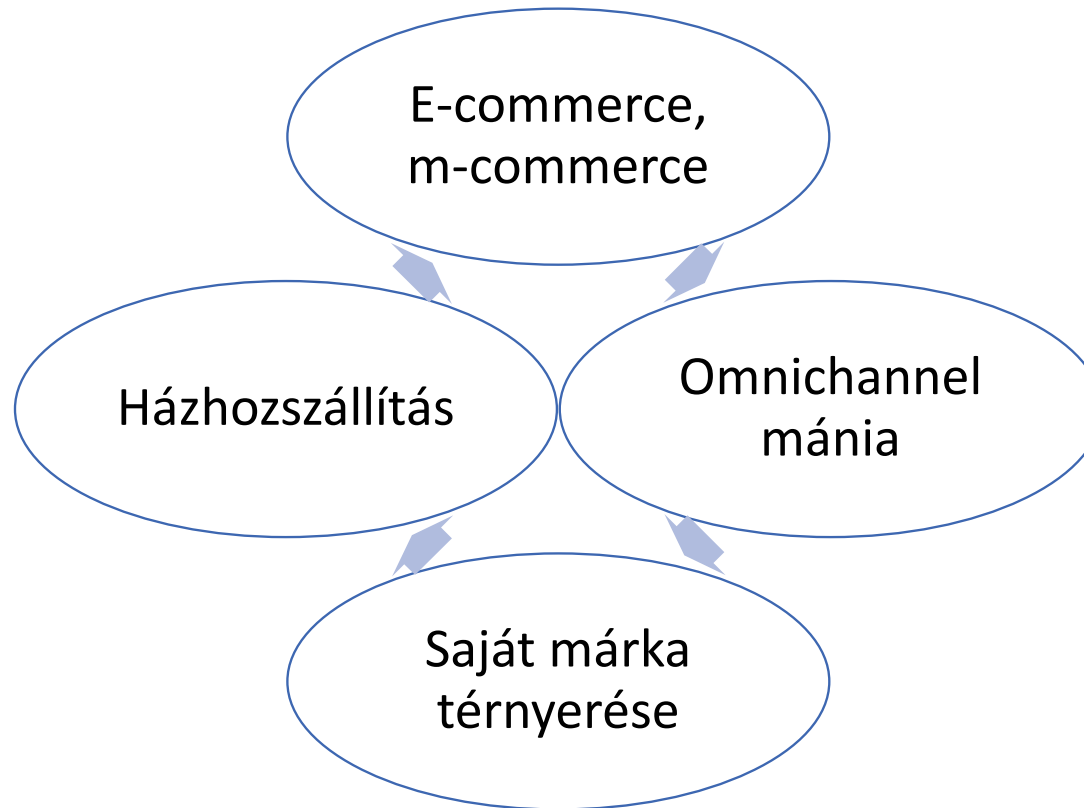 E-commerce,
m-commerce
Házhozszállítás
Omnichannel
mánia
Saját márka
térnyerése